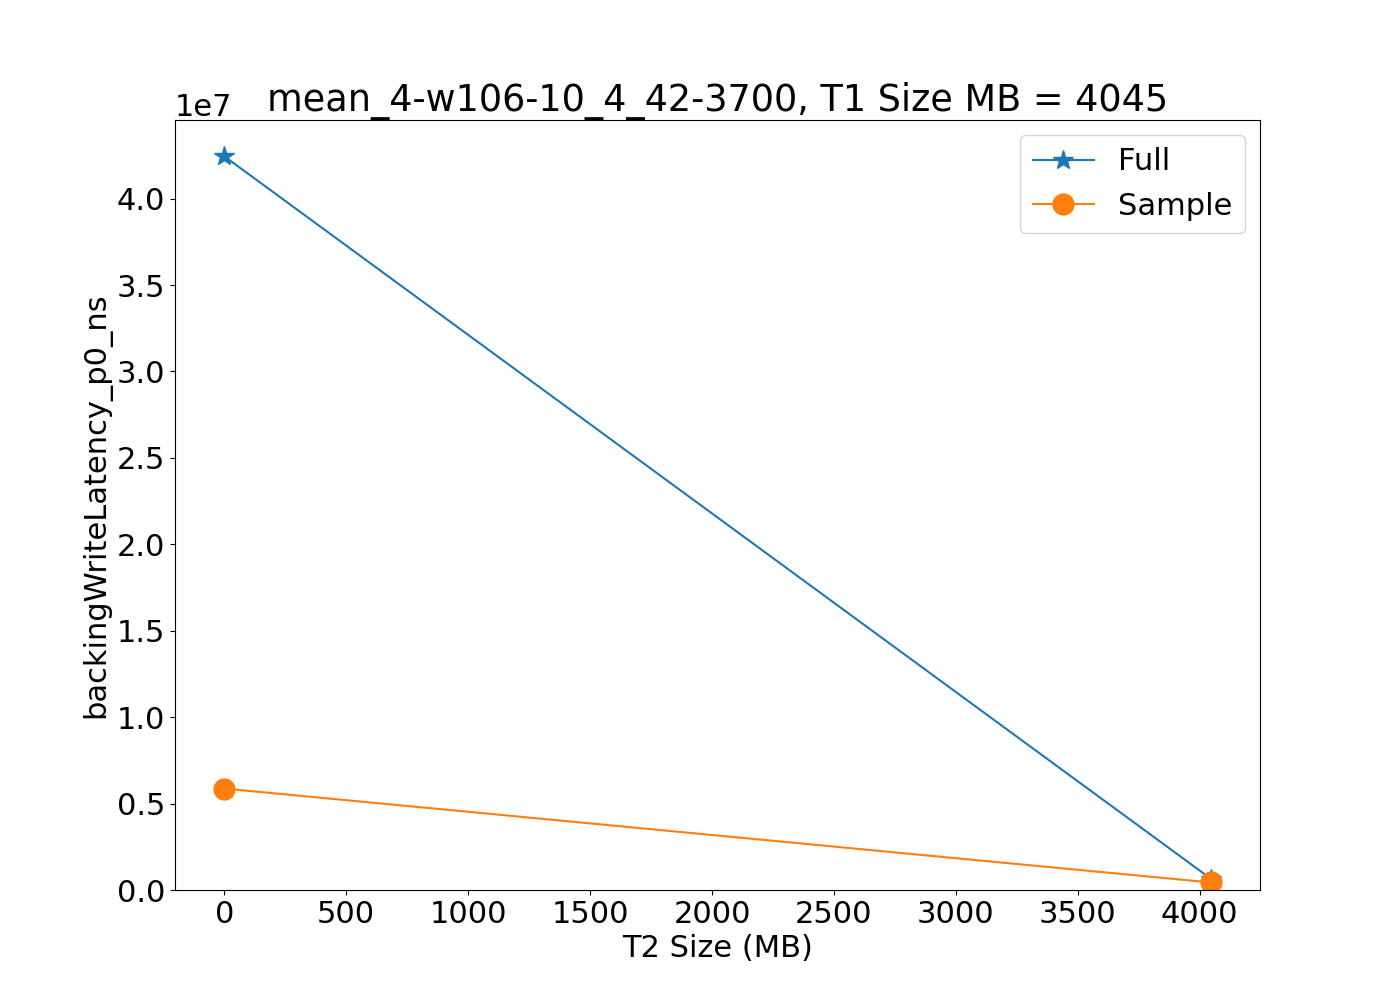 mean_4-w106-10_4_42-3700, T1 Size MB = 4045
1e7
Full
Sample
backingWriteLatency_p0_ns
4.0
3.5
3.0
2.5
2.0
1.5
1.0
0.5
0.0
0 500 1000 1500 2000 2500 3000 3500 4000
T2 Size (MB)